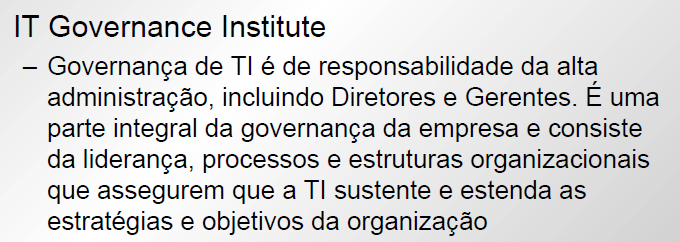 IT Governance Institute
– Governança de TI é de responsabilidade da alta
administração, incluindo Diretores e Gerentes. É uma
parte integral da governança da empresa e consiste
da liderança, processos e estruturas organizacionais
que assegurem que a TI sustente e estenda as
estratégias e objetivos da organização